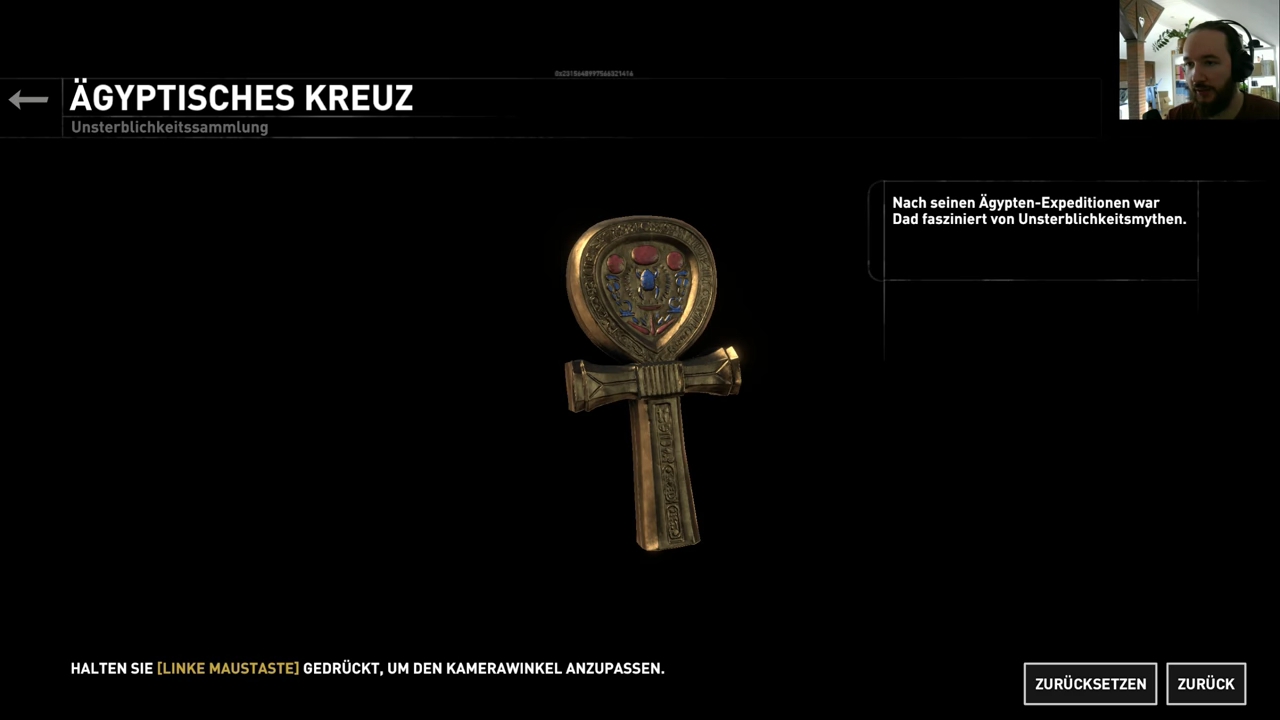 ÄGYPTISCHES KREUZ
Unsterblichkeitssammlung
Nach seinen Ägypten-Expeditionen war
Dad fasziniert von Unsterblichkeitsmythen.
HALTEN SIE [LINKE MAUSTASTE] GEDRÜCKT, UM DEN KAMERAWINKEL ANZUPASSEN.
ZURÜCKSETZEN
ZURÜCK